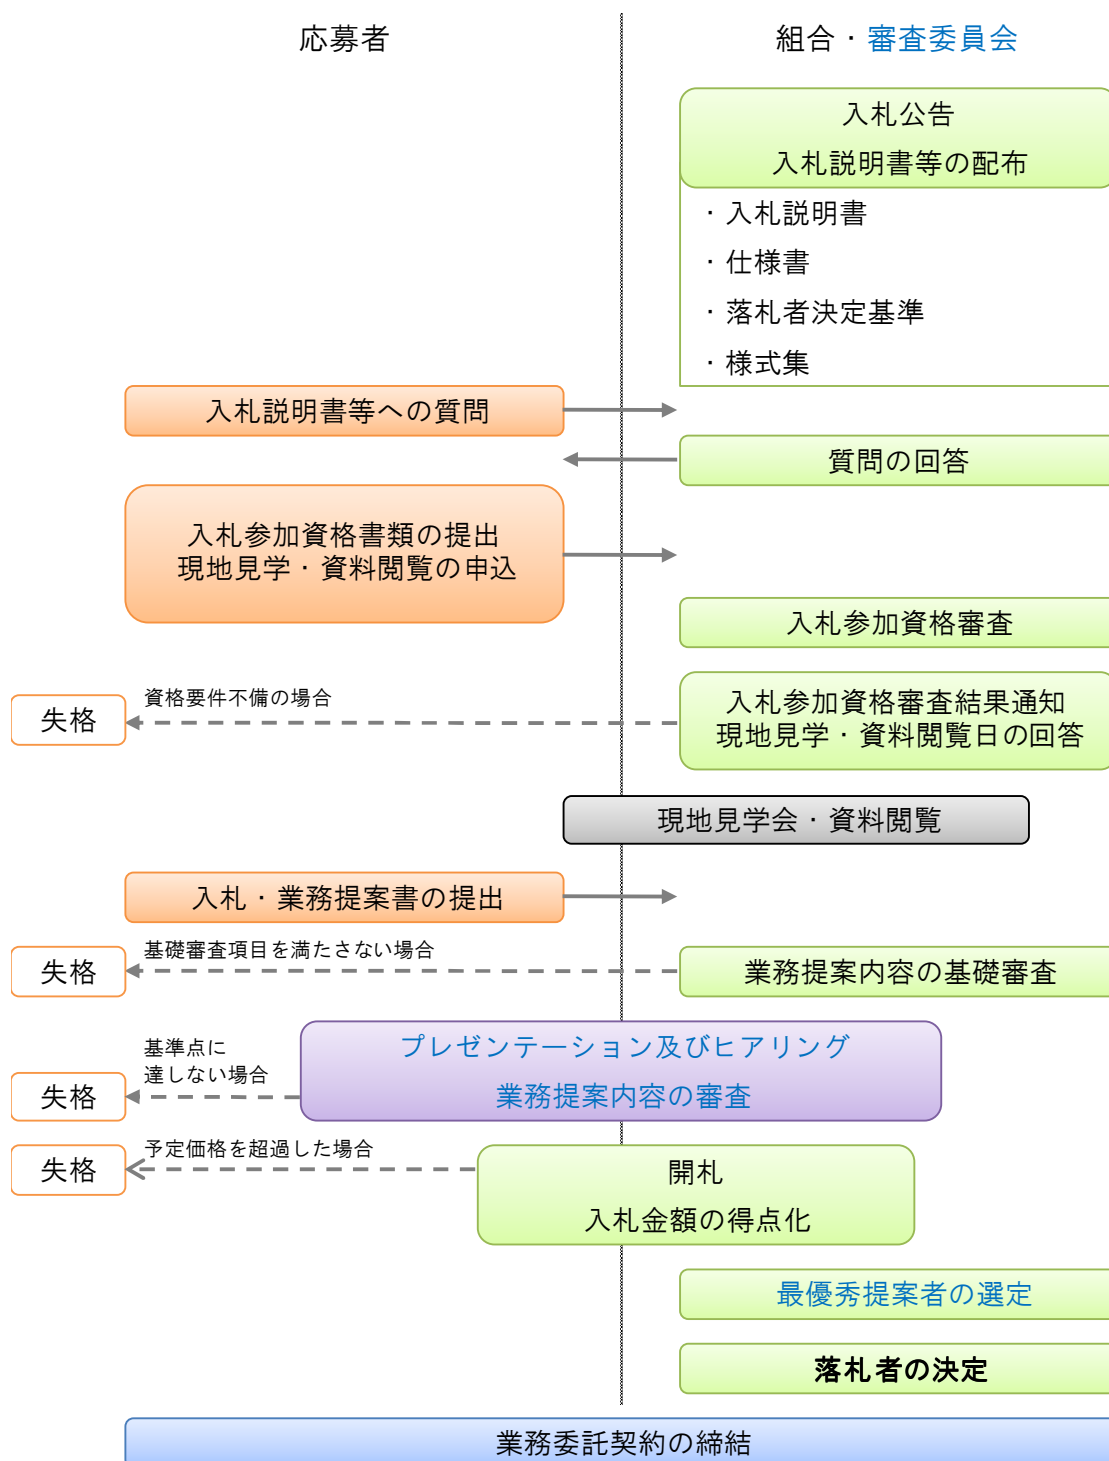 応募者
組合・審査委員会
入札公告
入札説明書等の配布
・入札説明書
・仕様書
・落札者決定基準
・様式集
入札説明書等への質問
質問の回答
入札参加資格書類の提出
現地見学・資料閲覧の申込
入札参加資格審査
失格
資格要件不備の場合
入札参加資格審査結果通知
現地見学・資料閲覧日の回答
現地見学会・資料閲覧
入札・業務提案書の提出
失格
基礎審査項目を満たさない場合
業務提案内容の基礎審査
失格
基準点に
達しない場合
プレゼンテーション及びヒアリング
業務提案内容の審査
失格
予定価格を超過した場合
開札
入札金額の得点化
最優秀提案者の選定
落札者の決定
業務委託契約の締結